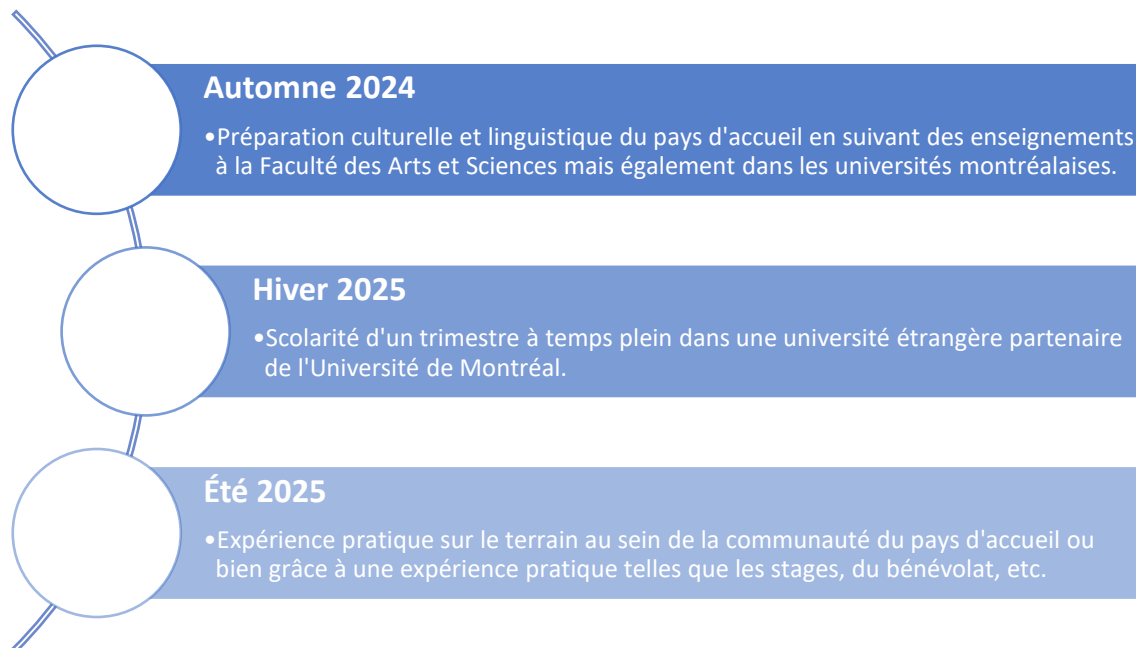 Automne 2024
•Préparation culturelle et linguistique du pays d'accueil en suivant des enseignements
à la Faculté des Arts et Sciences mais également dans les universités montréalaises.
Hiver 2025
•Scolarité d'un trimestre à temps plein dans une université étrangère partenaire
de l'Université de Montréal.
Été 2025
•Expérience pratique sur le terrain au sein de la communauté du pays d'accueil ou
bien grâce à une expérience pratique telles que les stages, du bénévolat, etc.